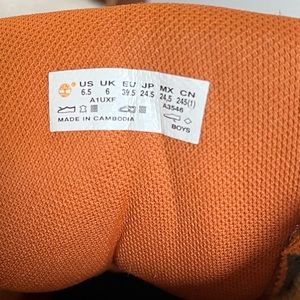 ® US UK EU JP MX CN
6.5 6 39.5 24.5 24.5 245(1)
A1UXF A3546
MADE IN CAMBODIA BOYS